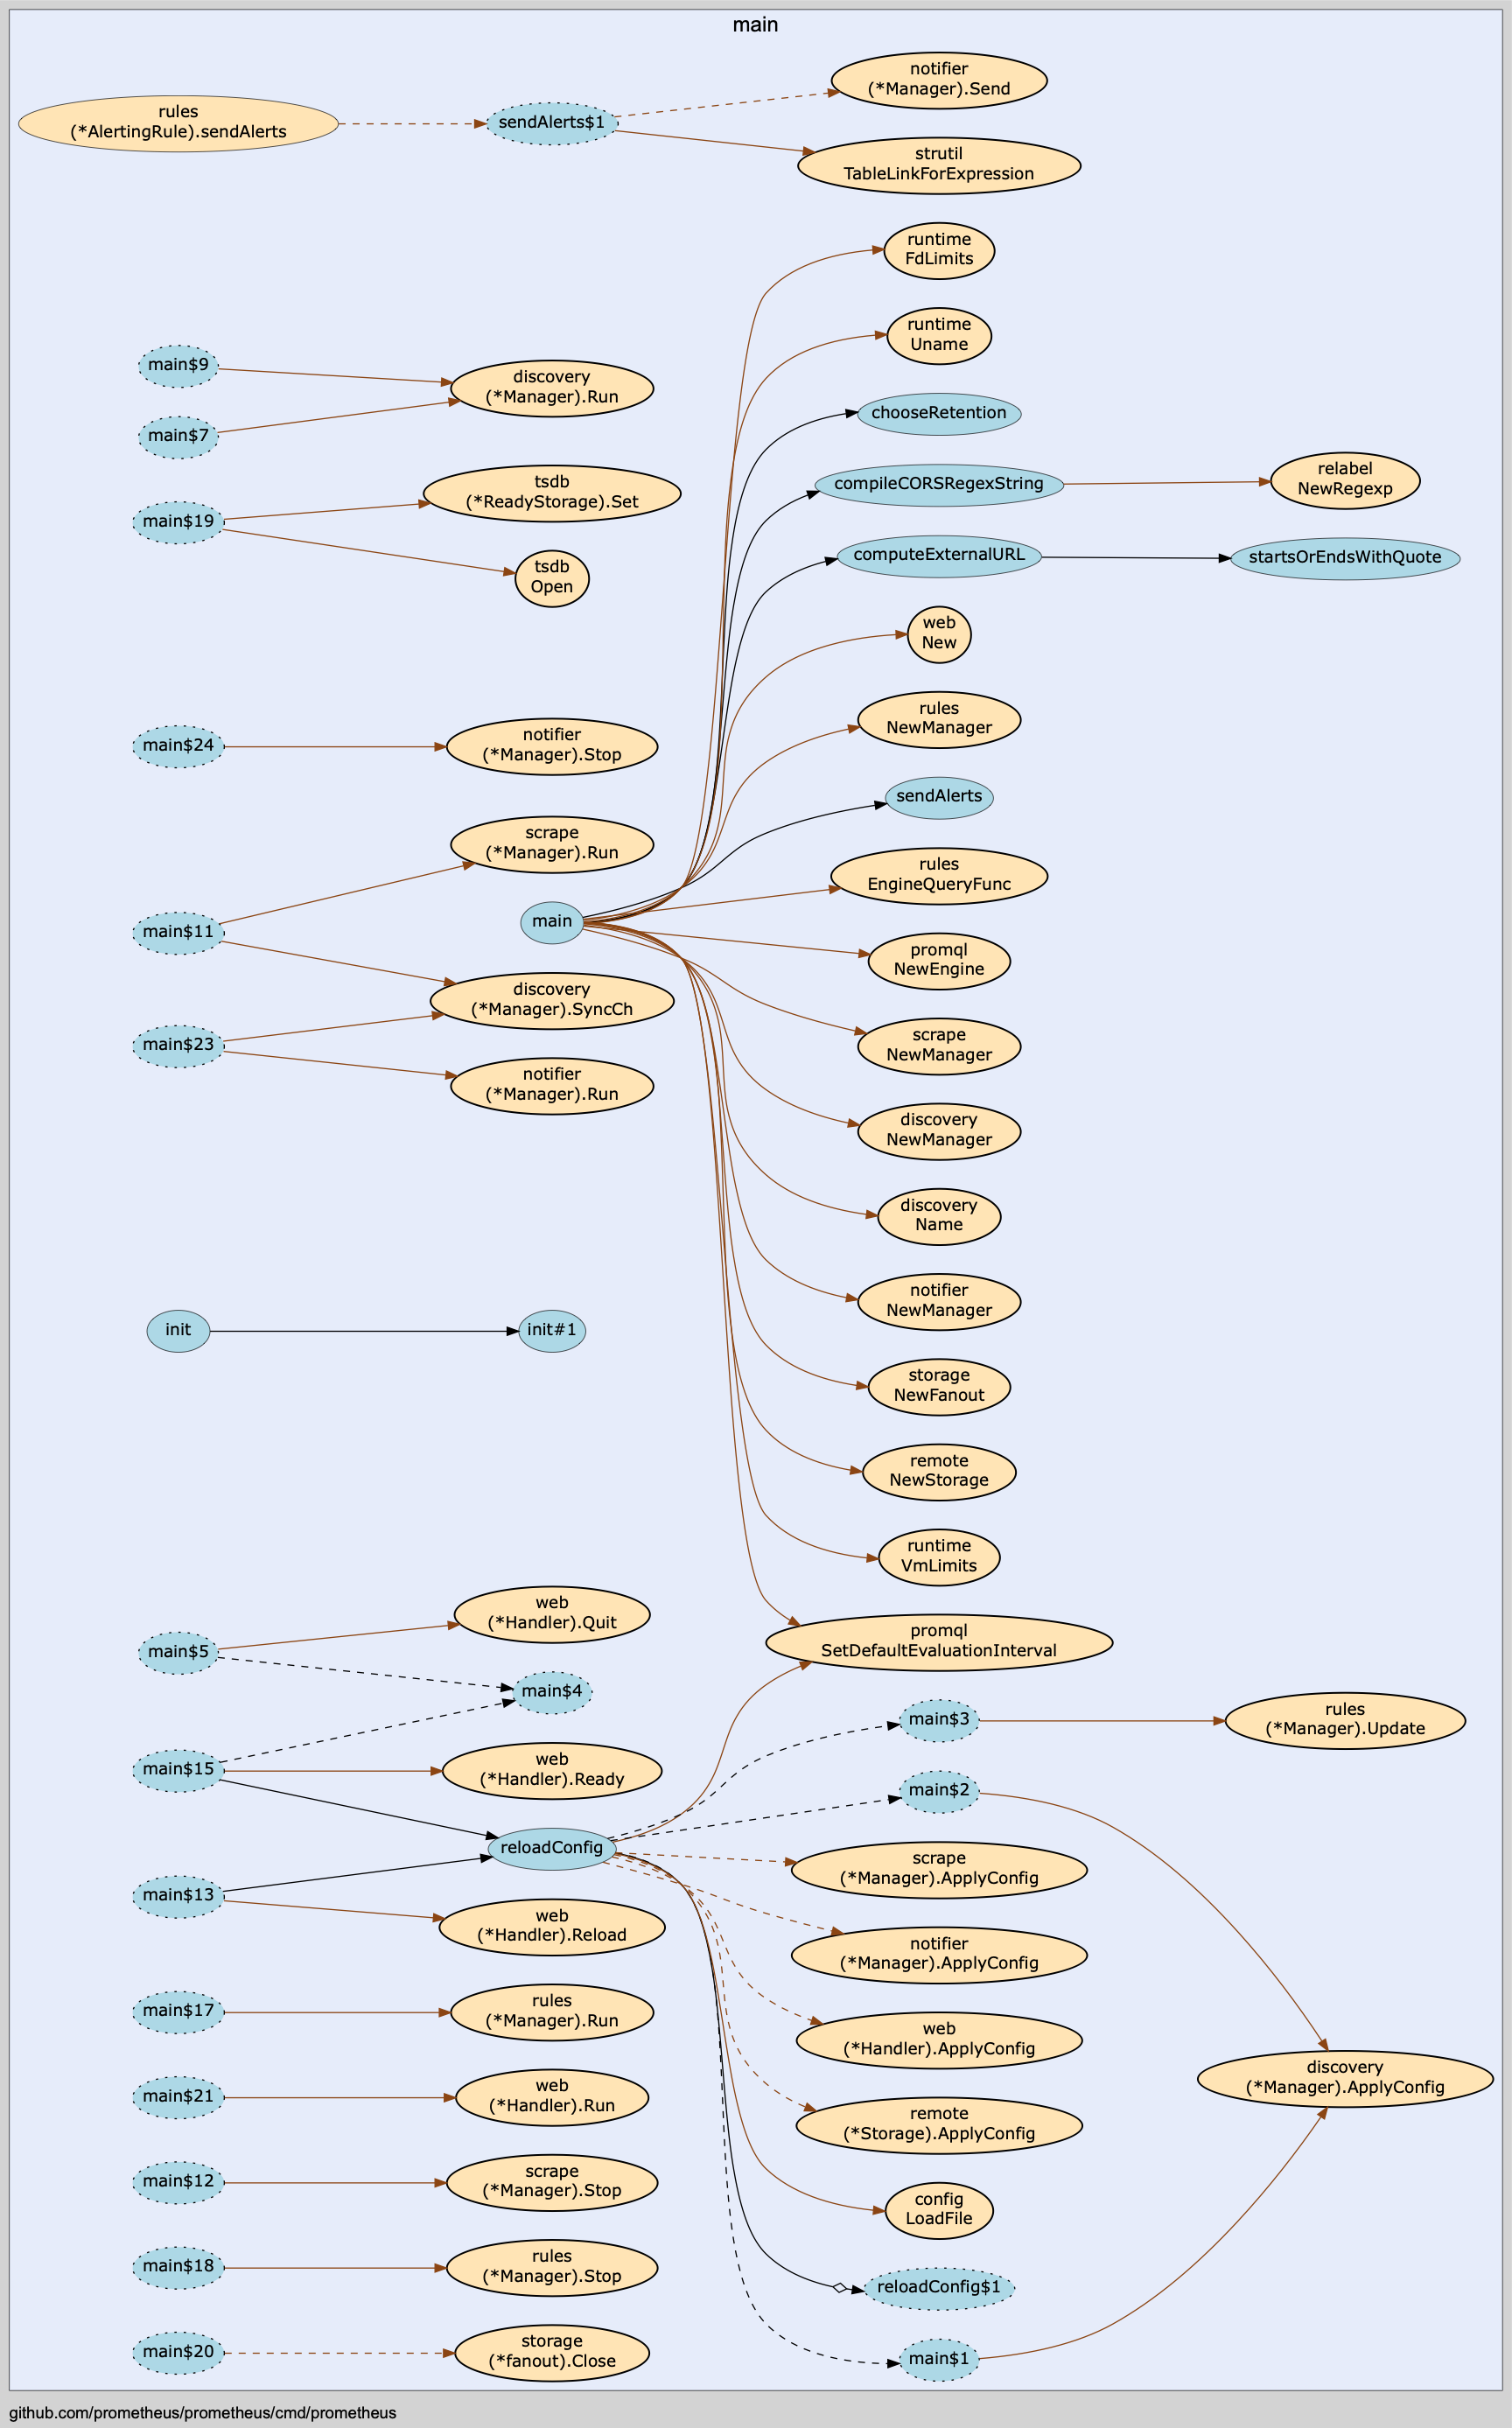 main
notifier
(*Manager).Send
rules
(*AlertingRule).sendAlerts
sendAlerts$1
strutil
TableLinkForExpression
runtime
FdLimits
runtime
Uname
main$9
discovery
(*Manager).Run
chooseRetention
main$7
relabel
NewRegexp
compileCORSRegexString
tsdb
(*ReadyStorage).Set
main$19
computeExternalURL
startsOrEndsWithQuote
tsdb
Open
web
New
rules
NewManager
main$24
notifier
(*Manager).Stop
sendAlerts
scrape
(*Manager).Run
rules
EngineQueryFunc
main
main$11
promql
NewEngine
discovery
(*Manager).SyncCh
main$23
scrape
NewManager
notifier
(*Manager).Run
discovery
NewManager
discovery
Name
notifier
NewManager
init
init#1
storage
NewFanout
remote
NewStorage
runtime
VmLimits
web
(*Handler).Quit
promql
SetDefaultEvaluationInterval
main$5
main$4
main$3
rules
(*Manager).Update
main$15
web
(*Handler).Ready
main$2
reloadConfig
scrape
(*Manager).ApplyConfig
main$13
web
(*Handler).Reload
notifier
(*Manager).ApplyConfig
main$17
rules
(*Manager).Run
web
(*Handler).ApplyConfig
main$21
web
(*Handler).Run
discovery
(*Manager).ApplyConfig
remote
(*Storage).ApplyConfig
main$12
scrape
(*Manager).Stop
config
LoadFile
main$18
rules
(*Manager).Stop
reloadConfig$1
main$20
storage
(*fanout).Close
main$1
github.com/prometheus/prometheus/cmd/prometheus